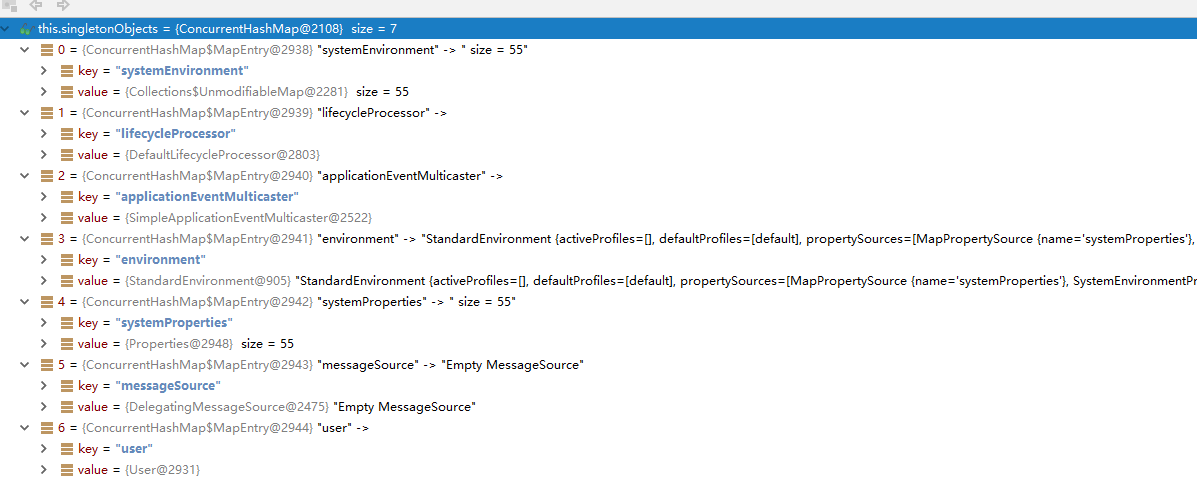 this.singletonObjects = {ConcurrentHashMap@2108} size = 7
0 = {ConcurrentHashMap$MapEntry@2938} "systemEnvironment" -> " size = 55"
key = "systemEnvironment"
value = {Collections$UnmodifiableMap@2281} size = 55
1 = {ConcurrentHashMap$MapEntry@2939} "lifecycleProcessor" ->
key = "lifecycleProcessor"
value = {DefaultLifecycleProcessor@2803}
2 = {ConcurrentHashMap$MapEntry@2940} "applicationEventMulticaster" ->
key = "applicationEventMulticaster"
value = {SimpleApplicationEventMulticaster@2522}
3 = {ConcurrentHashMap$MapEntry@2941} "environment" -> "StandardEnvironment {activeProfiles=[], defaultProfiles=[default], propertySources=[MapPropertySource {name='systemProperties'},
key = "environment"
value = {StandardEnvironment@905} "StandardEnvironment {activeProfiles=[], defaultProfiles=[default], propertySources=[MapPropertySource {name='systemProperties'}, SystemEnvironmentPr
4 = {ConcurrentHashMap$MapEntry@2942} "systemProperties" -> " size = 55"
key = "systemProperties"
value = {Properties@2948} size = 55
5 = {ConcurrentHashMap$MapEntry@2943} "messageSource" -> "Empty MessageSource"
key = "messageSource"
value = {DelegatingMessageSource@2475} "Empty MessageSource"
6 = {ConcurrentHashMap$MapEntry@2944} "user" ->
key = "user"
value = {User@2931}